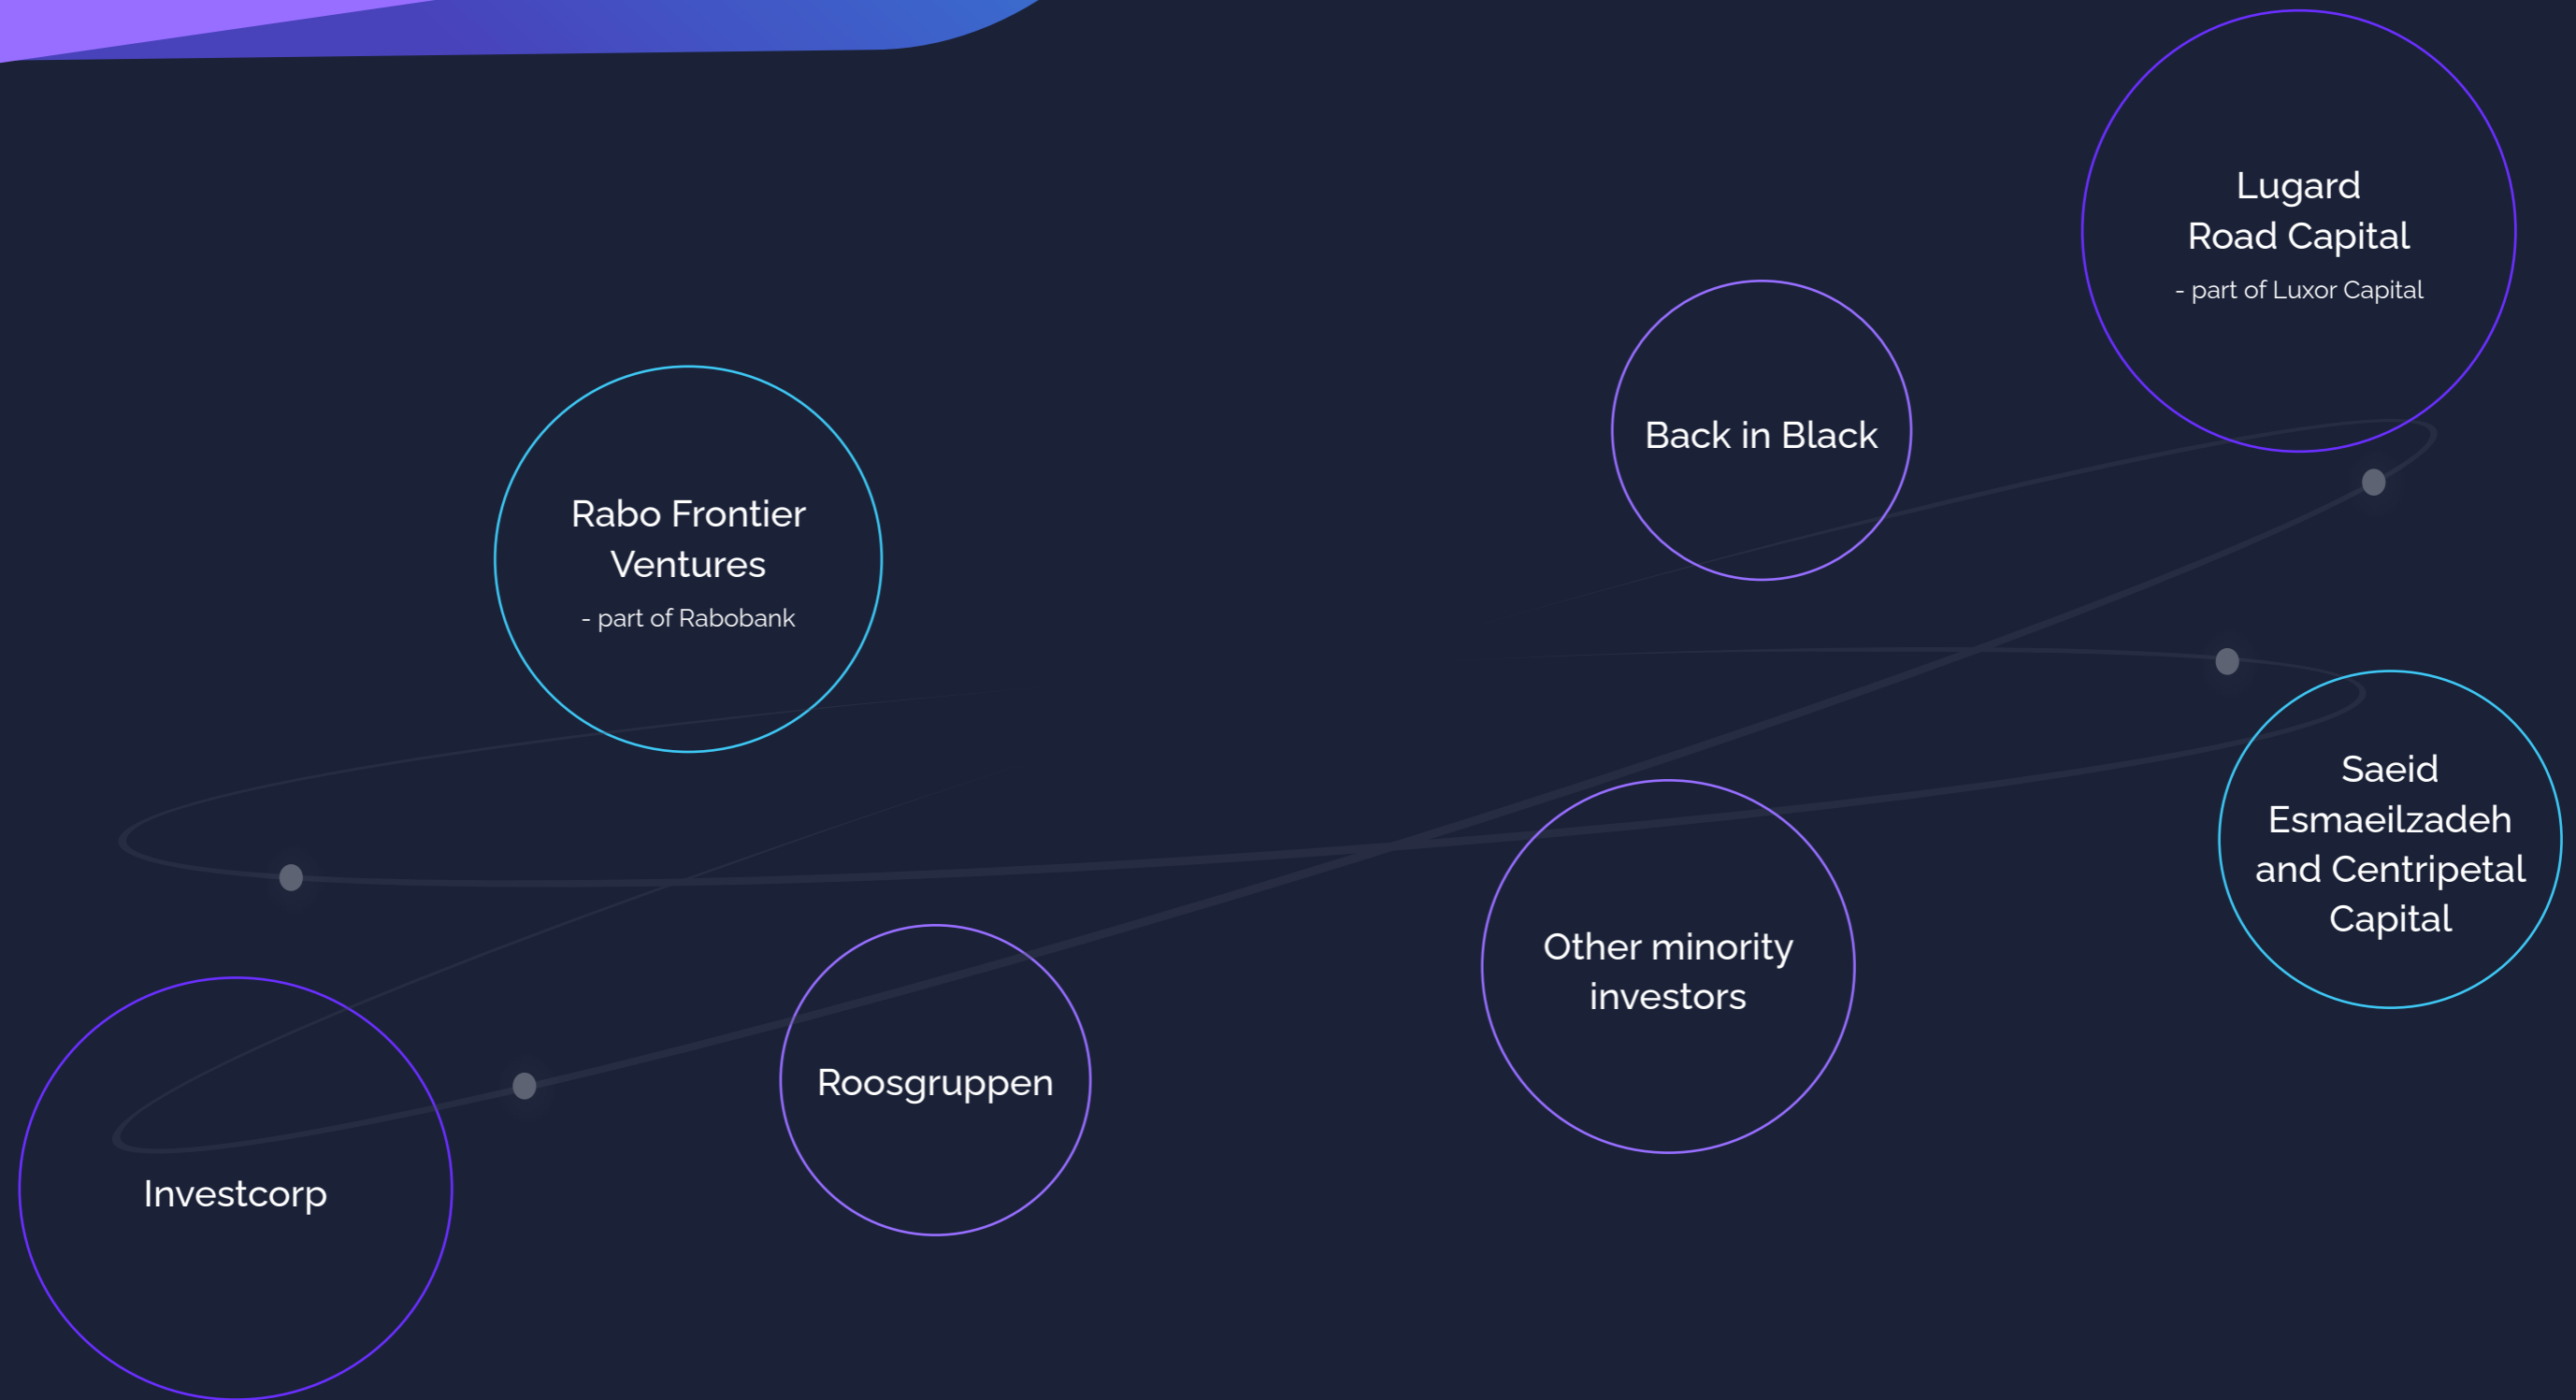 Lugard
Road Capital
- part of Luxor Capital
Back in Black
Rabo Frontier
Ventures
- part of Rabobank
Saeid
Esmaeilzadeh
and Centripetal
Capital
Other minority
investors
Roosgruppen
Investcorp